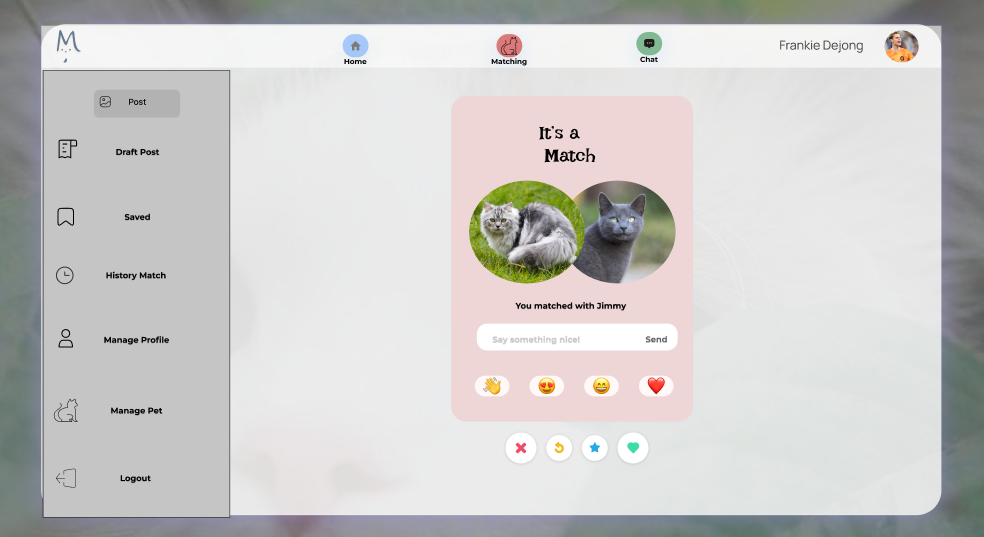 M
Home
Matching
Chat
Frankie Dejong
Post
Draft Post
Saved
History Match
Manage Profile
Manage Pet
Logout
It's a
Match
You matched with Jimmy
Say something nice!
Send